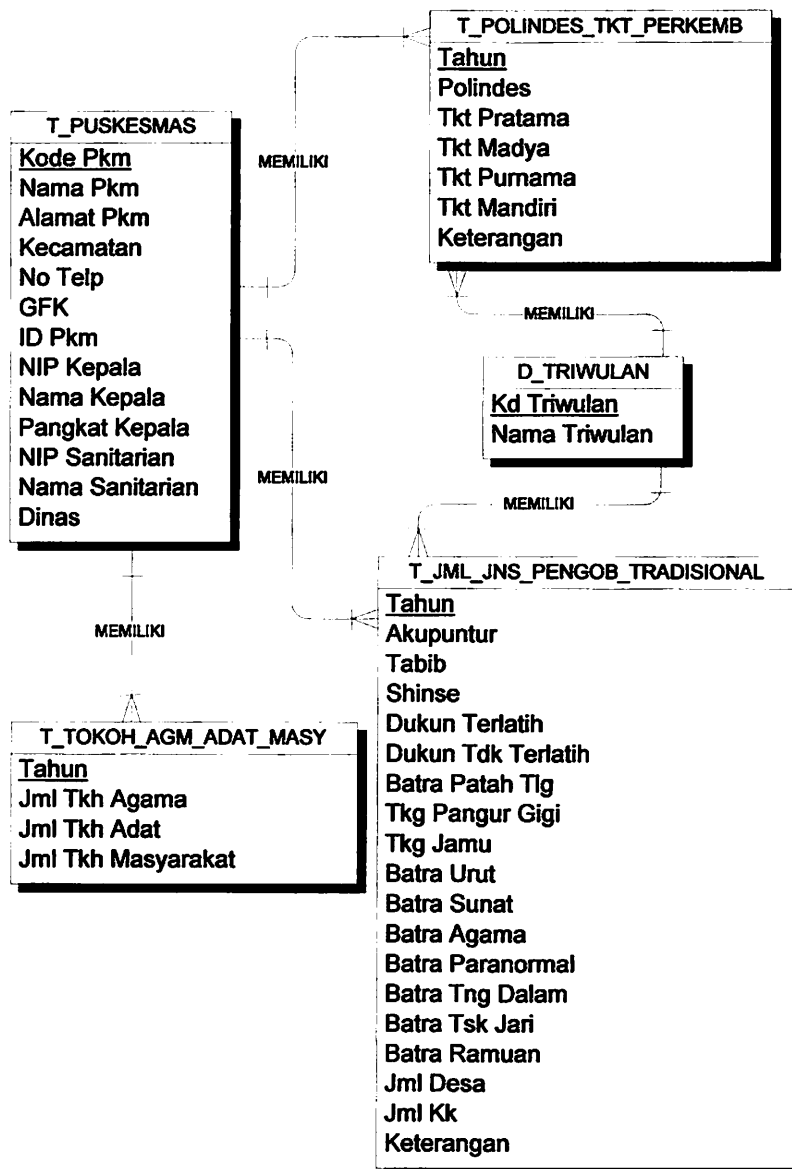 T_POLINDES_TKT_PERKEMB
Tahun
Polindes
Tkt Pratama
Tkt Madya
Tkt Purnama
Tkt Mandiri
Keterangan
T_PUSKESMAS
Kode Pkm
Nama Pkm
Alamat Pkm
Kecamatan
No Telp
GFK
ID Pkm
NIP Kepala
Nama Kepala
Pangkat Kepala
NIP Sanitarian
Nama Sanitarian
Dinas
MEMILIKI
MEMILIKI
D_TRIWULAN
Kd Triwulan
Nama Triwulan
MEMILIKI
MEMILIKI
MEMILIKI
T_TOKOH_AGM_ADAT_MASY
Tahun
Jml Tkh Agama
Jml Tkh Adat
Jml Tkh Masyarakat
T_JML_JNS_PENGOB_TRADISIONAL
Tahun
Akupuntur
Tabib
Shinse
Dukun Terlatih
Dukun Tdk Terlatih
Batra Patah Tlg
Tkg Pangur Gigi
Tkg Jamu
Batra Urut
Batra Sunat
Batra Agama
Batra Paranormal
Batra Tng Dalam
Batra Tsk Jari
Batra Ramuan
Jml Desa
Jml Kk
Keterangan